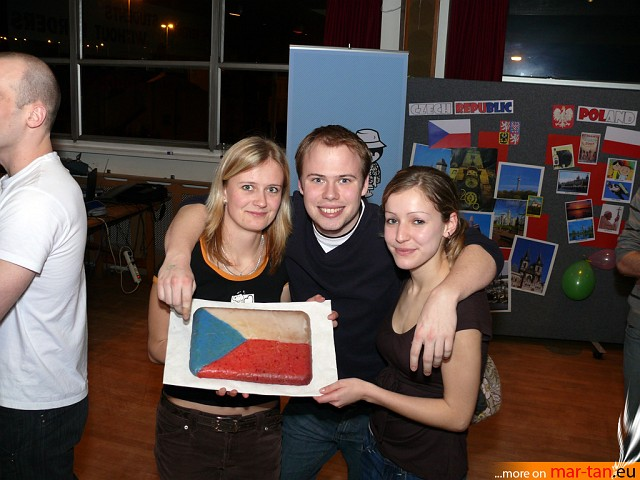 CZECH REPUBLIC
POLAND
...more on mar-tan.eu